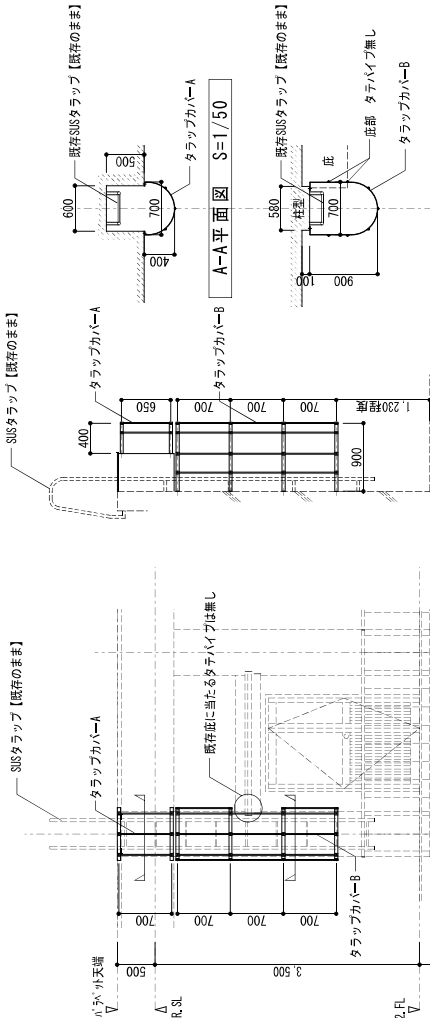 既存SUSタラップ【既存のまま】
600
500
700
400
タラップカバーA
A-A平面図 S=1/50
既存SUSタラップ【既存のまま】
580
柱型
庇
700
庇部 タテパイプ無し
タラップカバーB
100
900
SUSタラップ【既存のまま】
タラップカバーA
タラップカバーB
400
650
700
700
700
1,230程度
900
SUSタラップ【既存のまま】
タラップカバーA
既存庇に当たるタテパイプは無し
タラップカバーB
700
700
700
700
500
3,500
パラペット天端
R.SL
2.FL